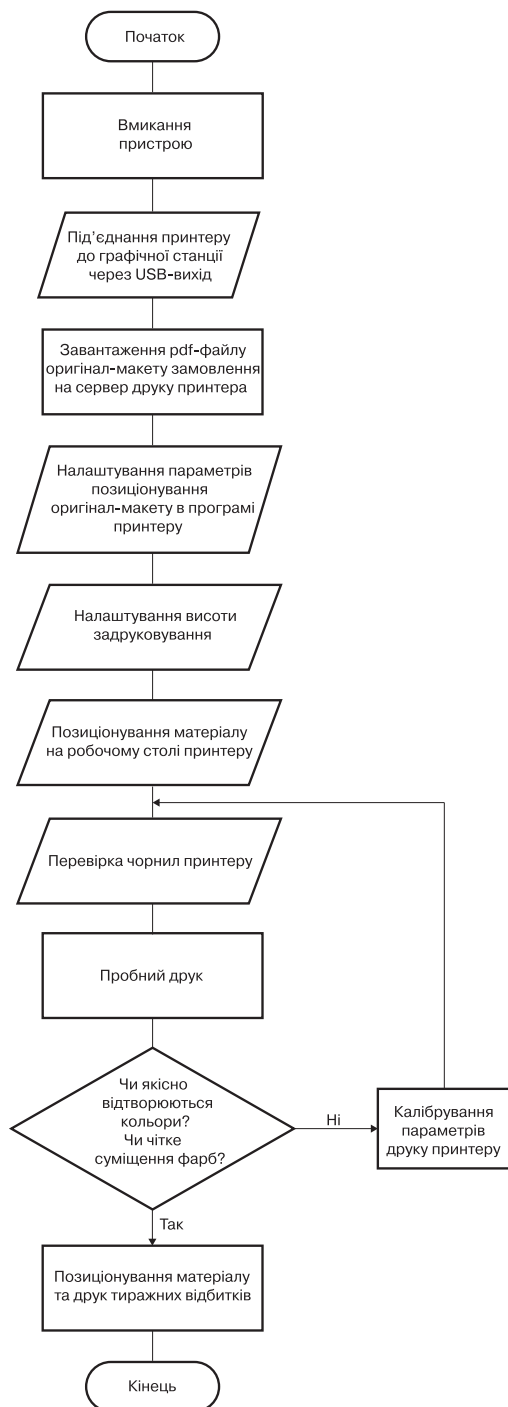 Початок
Вмикання
пристрою
Під’єднання принтеру
до графічної станції
через USB-вихід
Завантаження pdf-файлу
оригінал-макету замовлення
на сервер друку принтера
Налаштування параметрів
позиціонування
оригінал-макету в програмі
принтеру
Налаштування висоти
задруковування
Позиціонування матеріалу
на робочому столі принтеру
Перевірка чорнил принтеру
Пробний друк
Чи якісно
відтворюються
кольори?
Чи чітке
суміщення фарб?
Ні
Калібрування
параметрів
друку принтеру
Так
Позиціонування матеріалу
та друк тиражних відбитків
Кінець